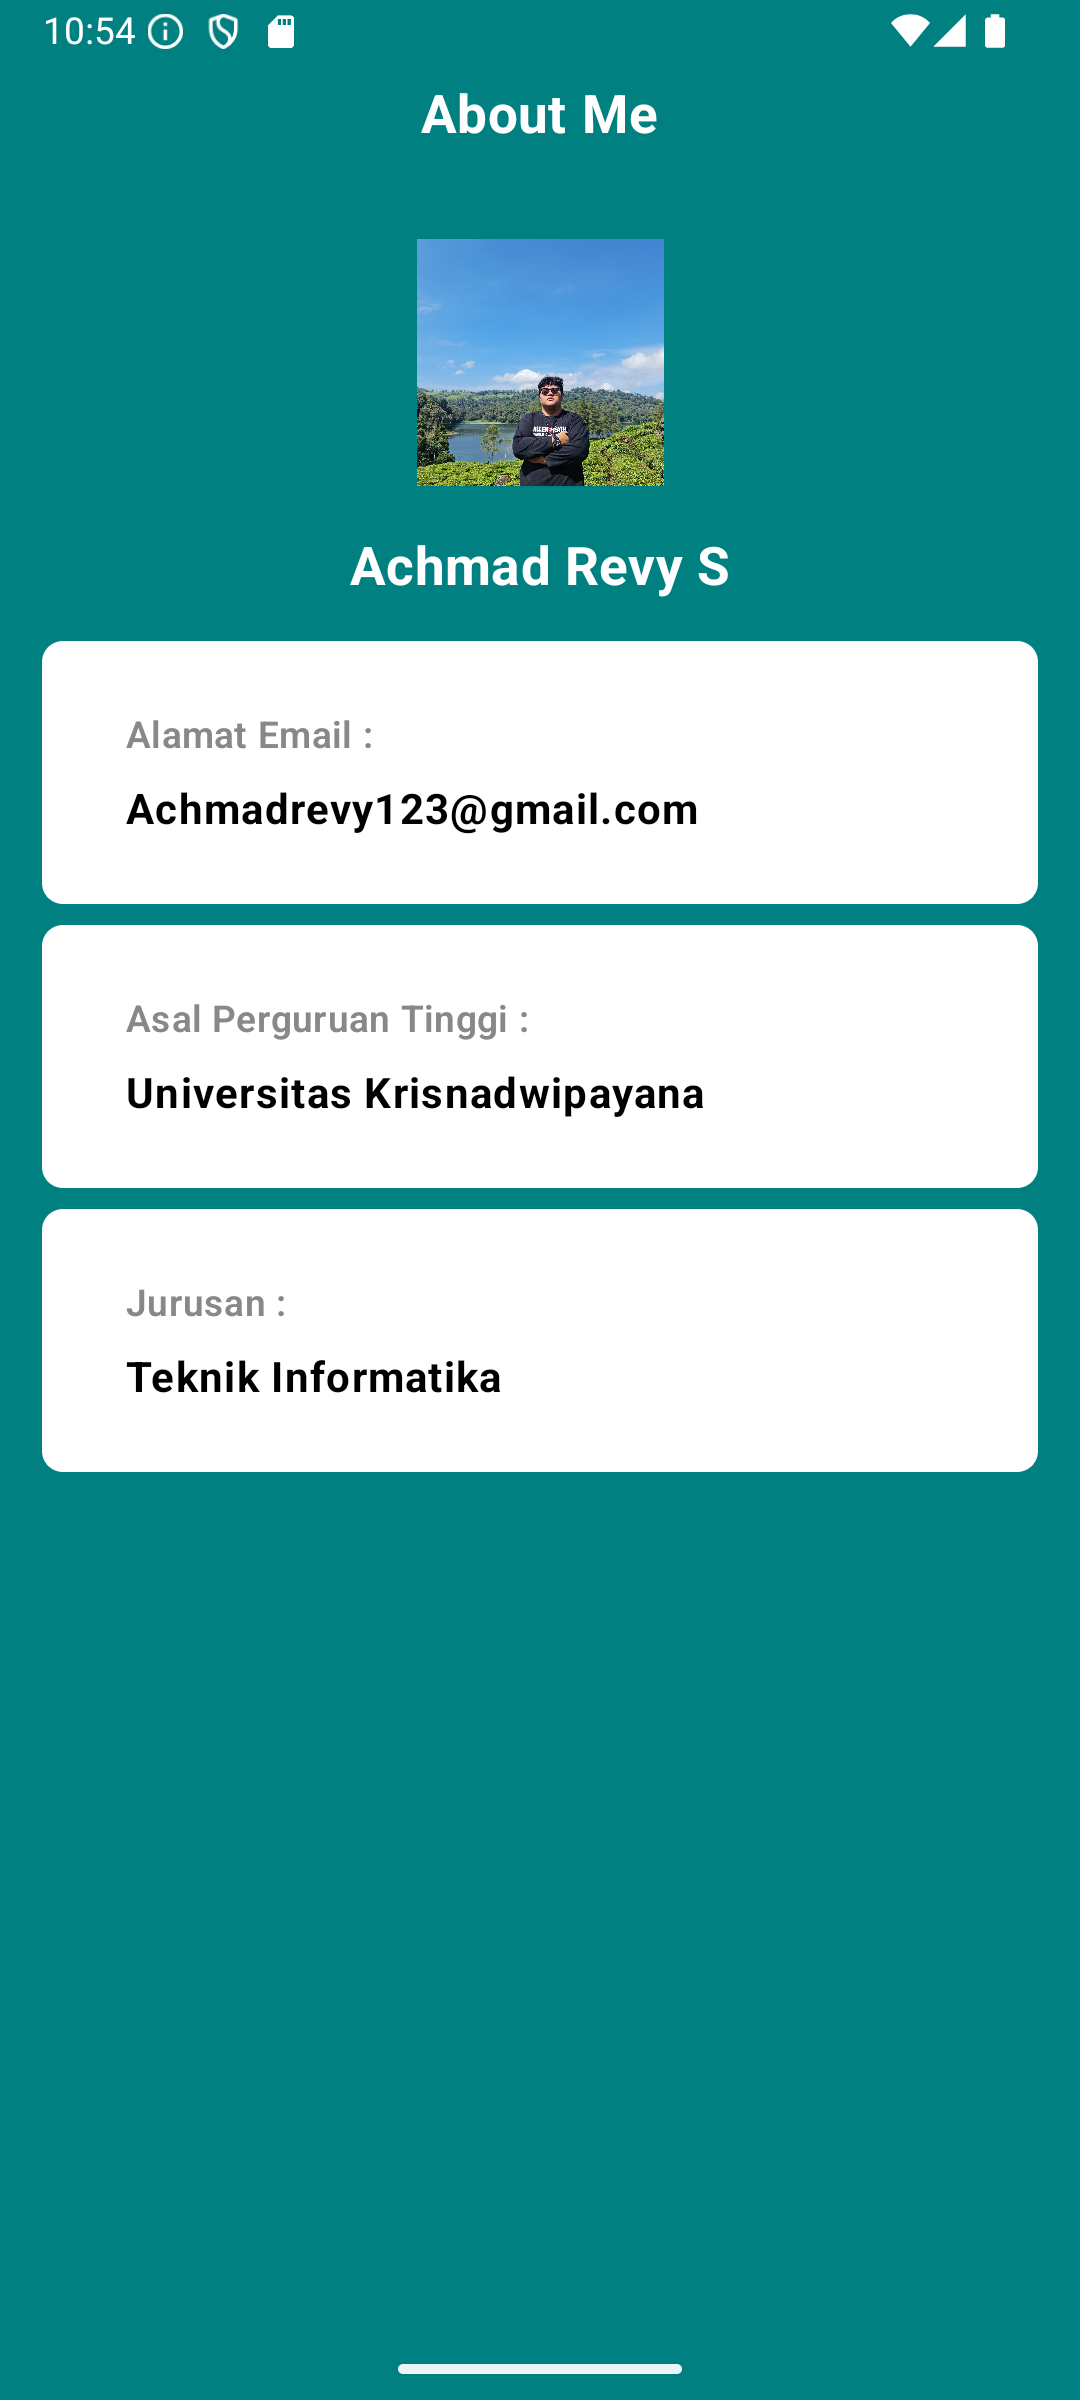 10:54
About Me
Achmad Revy S
Alamat Email :
Achmadrevy123@gmail.com
Asal Perguruan Tinggi :
Universitas Krisnadwipayana
Jurusan :
Teknik Informatika